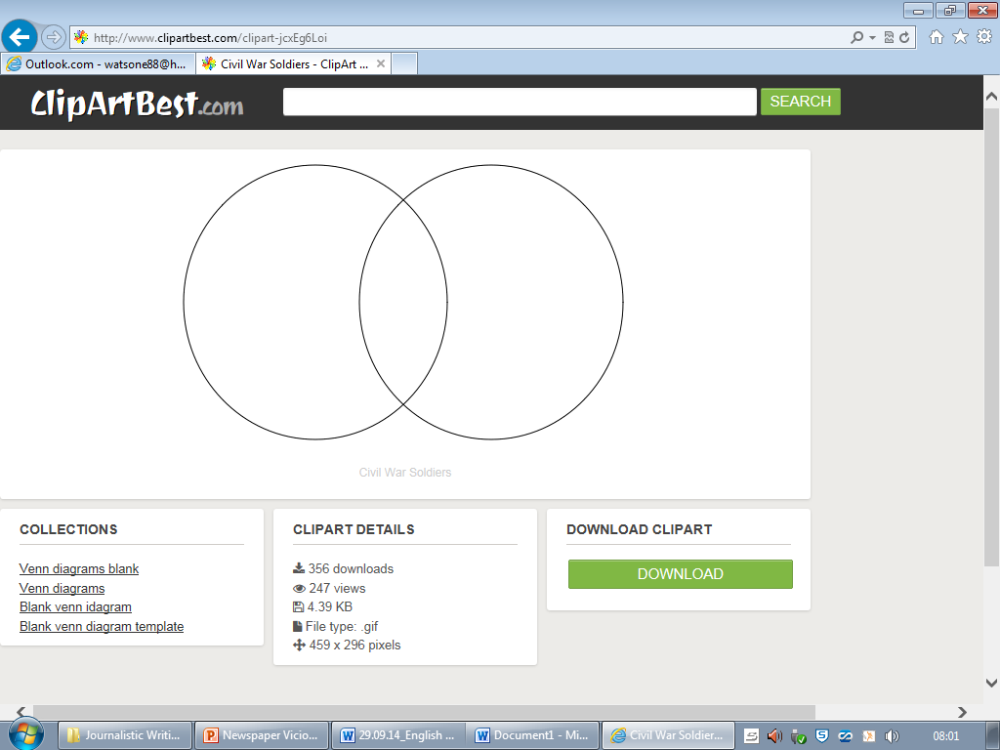 http://www.clipartbest.com/clipart-jcxEg6Loi
Outlook.com - watsone88@h...
Civil War Soldiers - ClipArt ...
ClipArtBest.com
SEARCH
Civil War Soldiers
COLLECTIONS
Venn diagrams blank
Venn diagrams
Blank venn idagram
Blank venn diagram template
CLIPART DETAILS
356 downloads
247 views
4.39 KB
File type: .gif
459 x 296 pixels
DOWNLOAD CLIPART
DOWNLOAD
Journalistic Writi...
Newspaper Vicio...
29.09.14_English ...
Document1 - Mi...
Civil War Soldier...
08:01